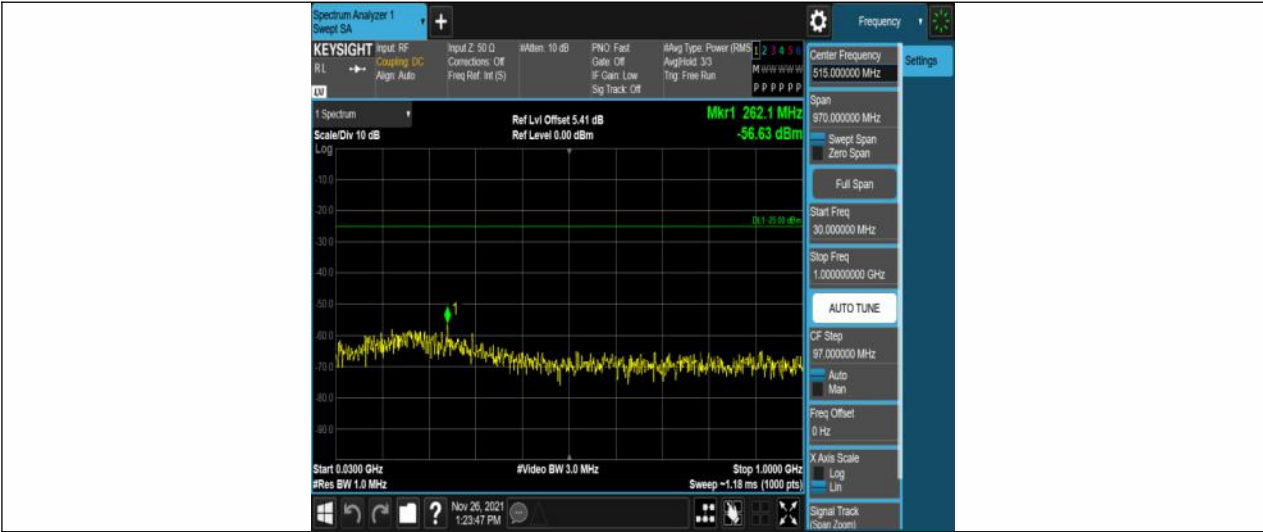 Spectrum Analyzer 1
Swept SA
+
Frequency
KEYSIGHT
RL
LW
Input: RF
Coupling: DC
Align: Auto
Input Z: 50 Ω
Corrections: Off
Freq Ref: Int (S)
#Atten: 10 dB
PNO: Fast
Gate: Off
IF Gain: Low
Sig Track: Off
#Avg Type: Power (RMS
Avg|Hold: 3/3
Trig: Free Run
1 2 3 4 5 6
M W W W W W
P P P P P P
Center Frequency
515.000000 MHz
Settings
Span
970.000000 MHz
Swept Span
Zero Span
Full Span
Start Freq
30.000000 MHz
Stop Freq
1.000000000 GHz
AUTO TUNE
CF Step
97.000000 MHz
Auto
Man
Freq Offset
0 Hz
X Axis Scale
Log
Lin
Signal Track
(Span Zoom)
1 Spectrum
Scale/Div 10 dB
Ref Lvl Offset 5.41 dB
Ref Level 0.00 dBm
Mkr1 262.1 MHz
-56.63 dBm
Log
-10.0
-20.0
DL1 -25.00 dBm
-30.0
-40.0
-50.0
1
-60.0
-70.0
-80.0
-90.0
Start 0.0300 GHz
#Res BW 1.0 MHz
#Video BW 3.0 MHz
Stop 1.0000 GHz
Sweep ~1.18 ms (1000 pts)
?
Nov 26, 2021
1:23:47 PM